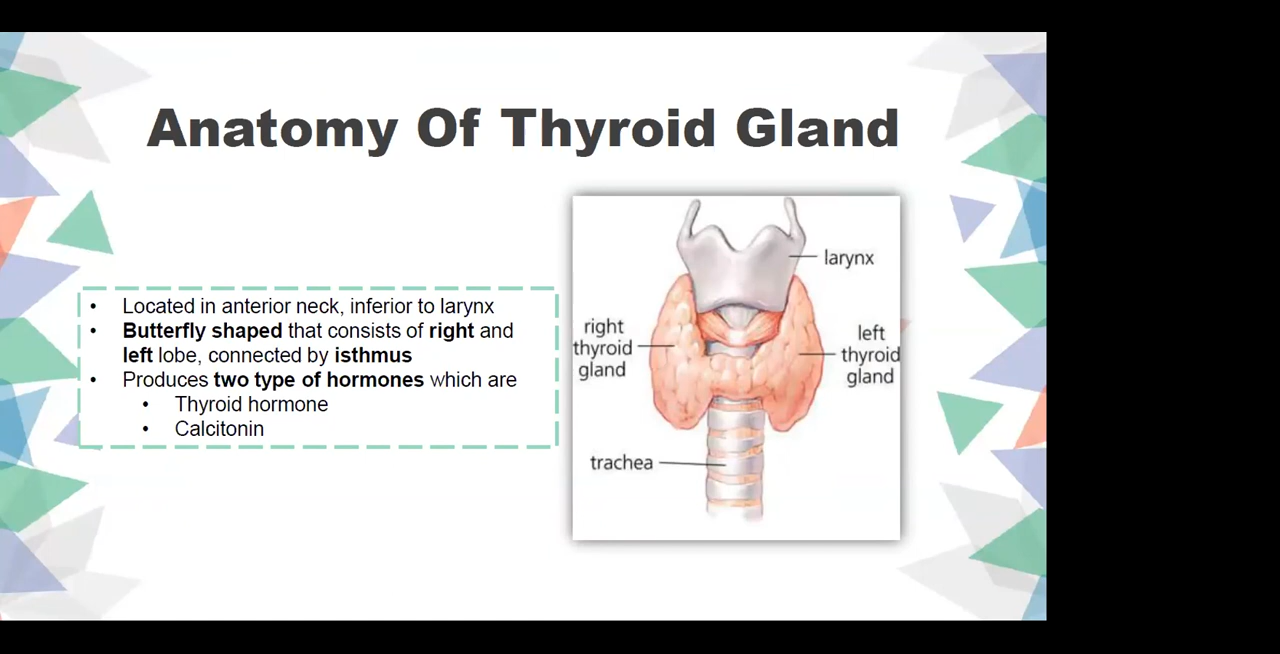 Anatomy Of Thyroid Gland
• Located in anterior neck, inferior to larynx
• Butterfly shaped that consists of right and
left lobe, connected by isthmus
• Produces two type of hormones which are
• Thyroid hormone
• Calcitonin
larynx
right
thyroid
gland
left
thyroid
gland
trachea